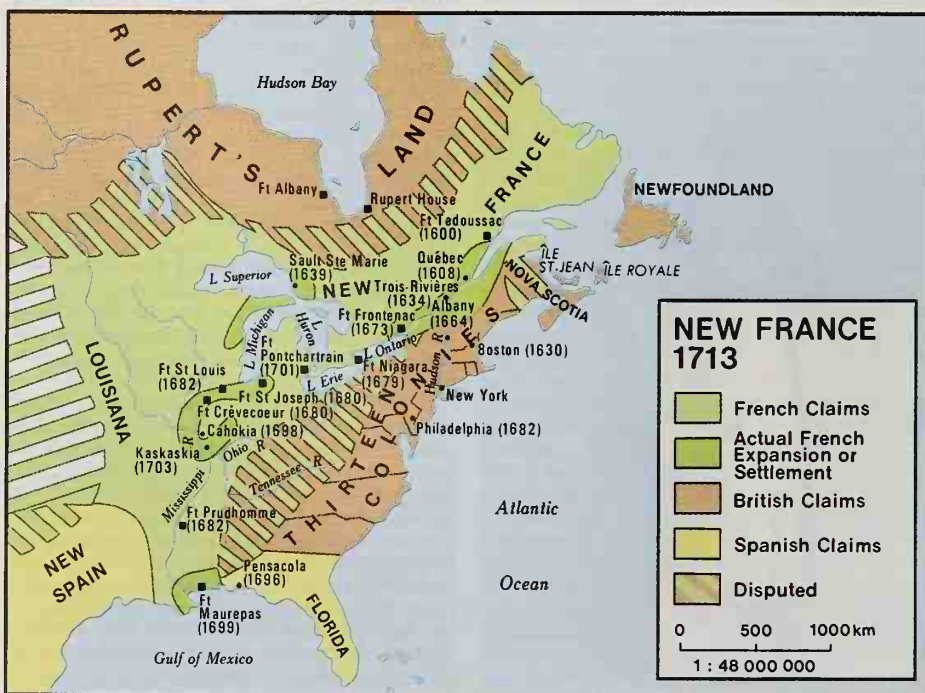 RUPERT'S LAND
Hudson Bay
Ft Albany
Rupert House
Ft Tadoussac
(1600)
NEW FRANCE
NEWFOUNDLAND
Québec
(1608)
ÎLE
ST-JEAN
ÎLE ROYALE
NOVA SCOTIA
Sault Ste Marie
(1639)
L Superior
Trois-Rivières
(1634)
Albany
(1664)
Ft Frontenac
(1673)
L Michigan
L
Huron
L Ontario
Boston (1630)
Ft
Pontchartrain
(1701)
L Erie
Ft Niagara
(1679)
Hudson R
Ft St Louis
(1682)
Ft St Joseph (1680)
New York
Ft Crèvecoeur (1680)
Cahokia (1698)
Philadelphia (1682)
LOUISIANA
Kaskaskia
(1703)
Ohio R
Mississippi R
Tennessee R
THIRTEEN
COLONIES
Ft Prudhomme
(1682)
Atlantic
Ocean
NEW
SPAIN
Pensacola
(1696)
Ft
Maurepas
(1699)
FLORIDA
Gulf of Mexico
NEW FRANCE
1713
French Claims
Actual French
Expansion or
Settlement
British Claims
Spanish Claims
Disputed
0 500 1000km
1 : 48 000 000